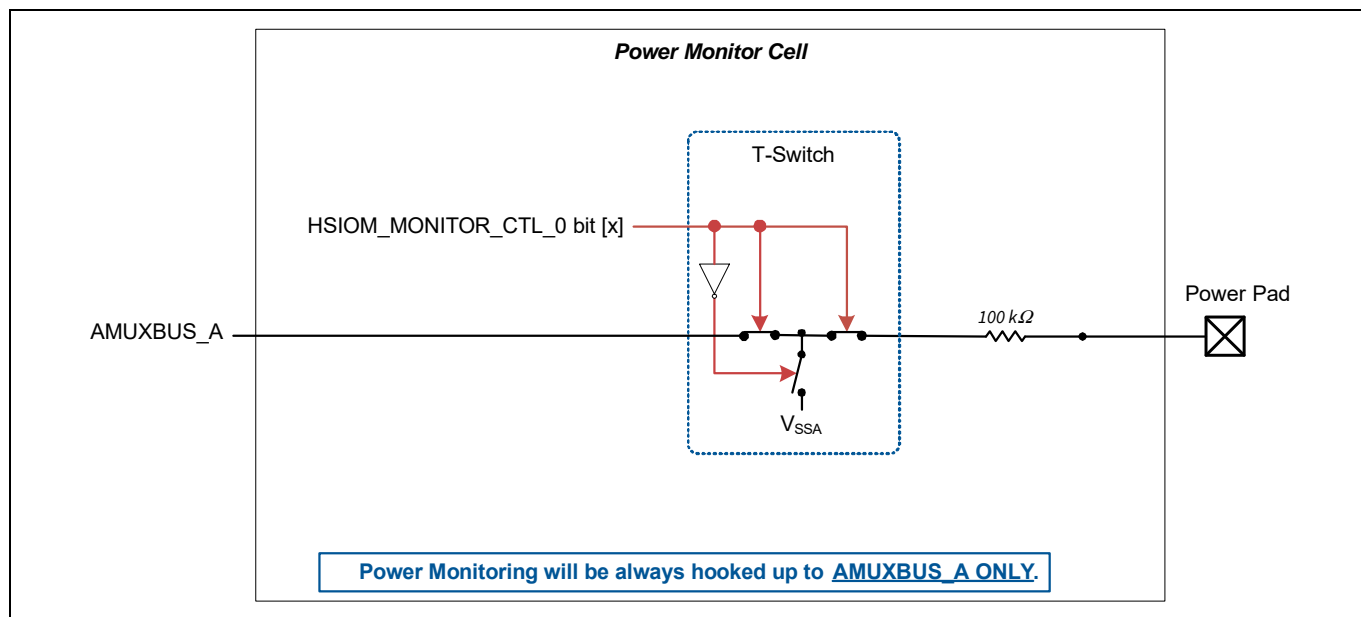 Power Monitor Cell
T-Switch
HSIOM_MONITOR_CTL_0 bit [x]
Power Pad
100 kΩ
AMUXBUS_A
VSSA
Power Monitoring will be always hooked up to AMUXBUS_A ONLY.